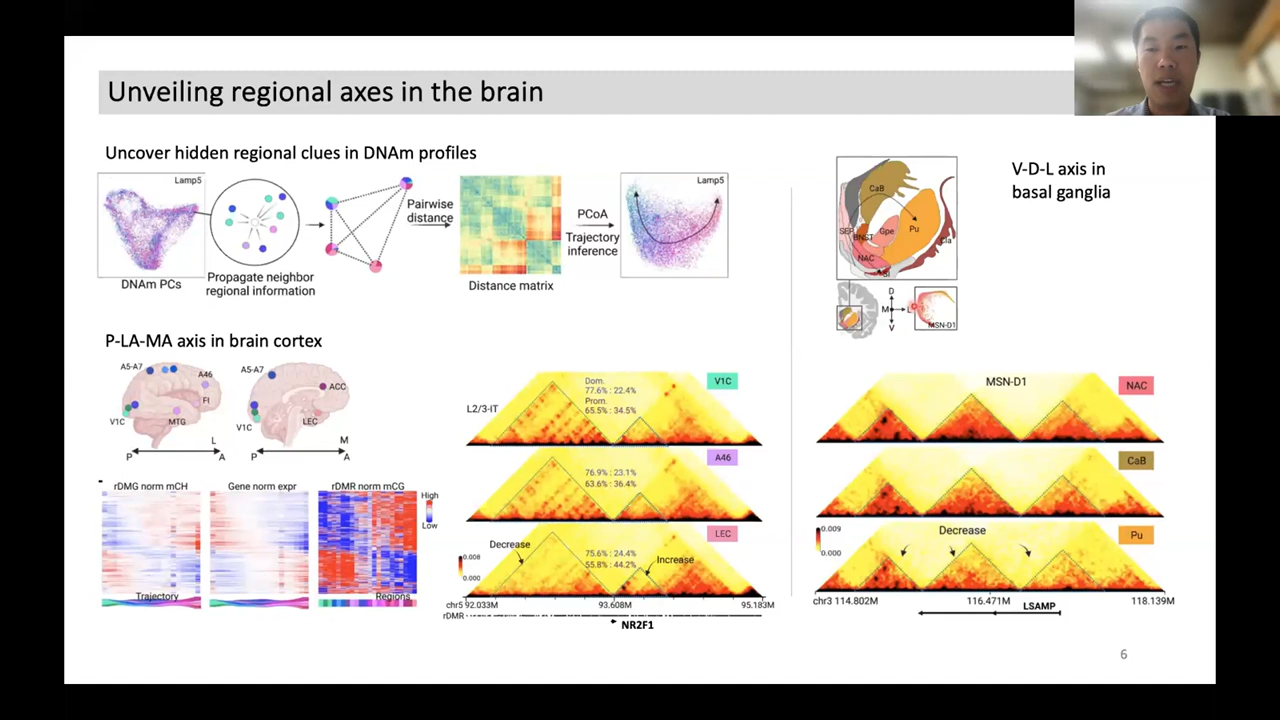 Unveiling regional axes in the brain
Uncover hidden regional clues in DNAm profiles
Lamp5
DNAm PCs
Propagate neighbor
regional information
Pairwise
distance
Distance matrix
PCoA
Trajectory
inference
Lamp5
P-LA-MA axis in brain cortex
A5-A7
A46
FI
V1C
MTG
L
P
A
A5-A7
ACC
V1C
LEC
M
P
A
rDMG norm mCH
Gene norm expr
rDMR norm mCG
High
Low
Trajectory
Regions
L2/3-IT
Dom.
77.6% : 22.4%
Prom.
65.5% : 34.5%
V1C
76.9% : 23.1%
63.6% : 36.4%
A46
Decrease
75.6% : 24.4%
55.8% : 44.2%
Increase
LEC
0.008
0.000
chr5 92.033M
93.608M
95.183M
rDMR
NR2F1
V-D-L axis in
basal ganglia
CaB
SEP
BNST
Gpe
Pu
Cla
NAC
SI
D
M
L
V
MSN-D1
MSN-D1
NAC
CaB
0.009
0.000
Decrease
Pu
chr3 114.802M
116.471M
118.139M
LSAMP
6